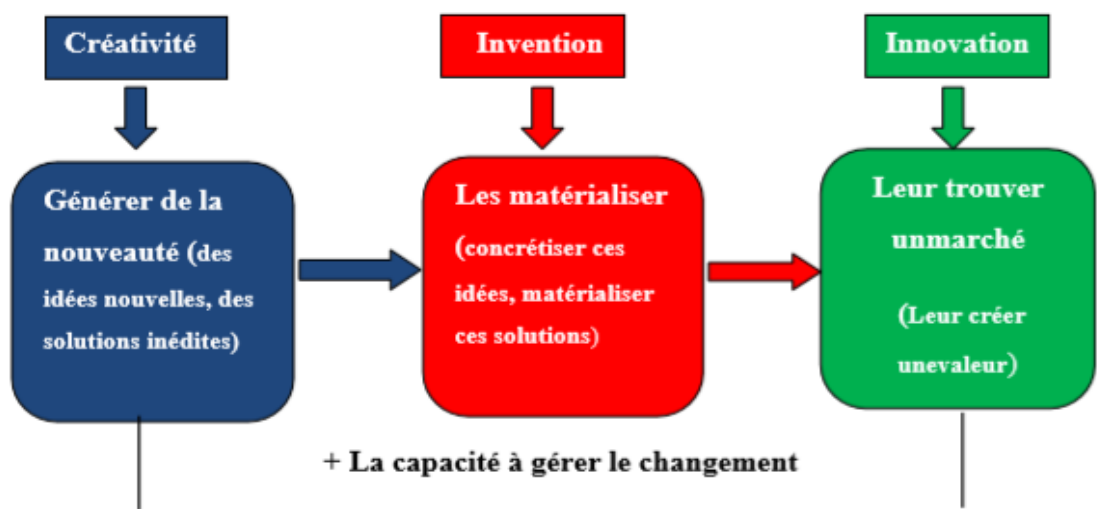 Créativité
Invention
Innovation
Générer de la
nouveauté (des
idées nouvelles, des
solutions inédites)
Les matérialiser
(concrétiser ces
idées, matérialiser
ces solutions)
Leur trouver
unmarché
(Leur créer
unevaleur)
+ La capacité à gérer le changement